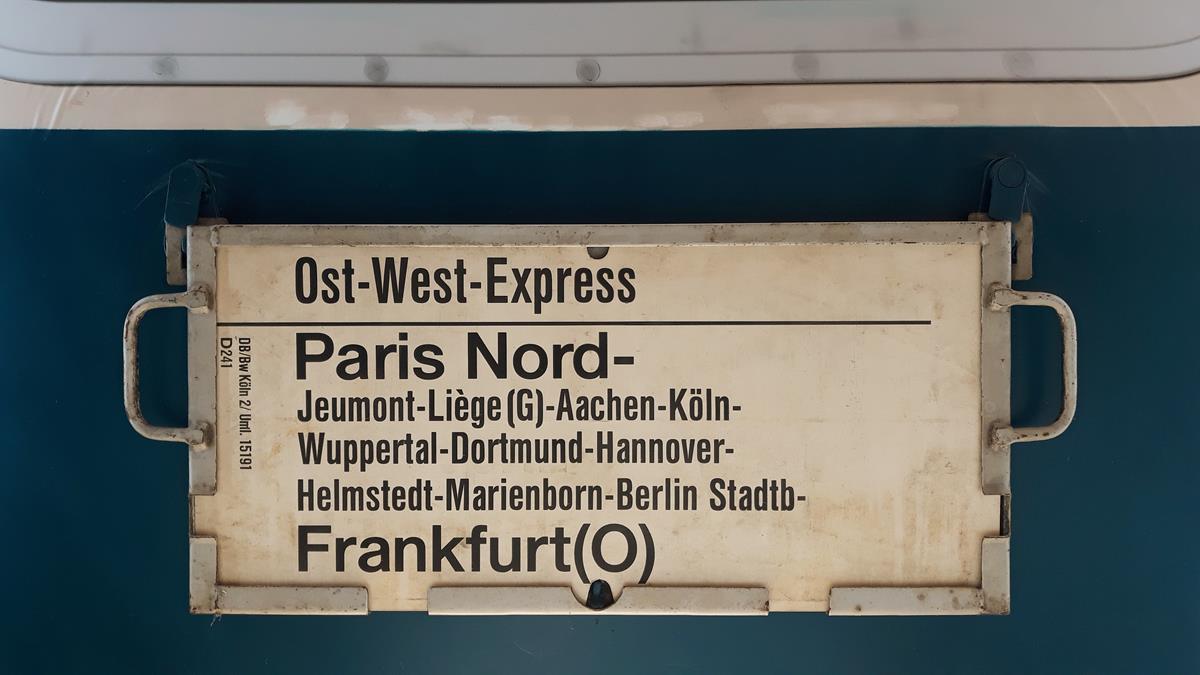 Ost-West-Express
Paris Nord-
Jeumont-Liège(G)-Aachen-Köln-
Wuppertal-Dortmund-Hannover-
Helmstedt-Marienborn-Berlin Stadtb-
Frankfurt(O)
DB/Bw Köln 2/ Uml. 15191
D241